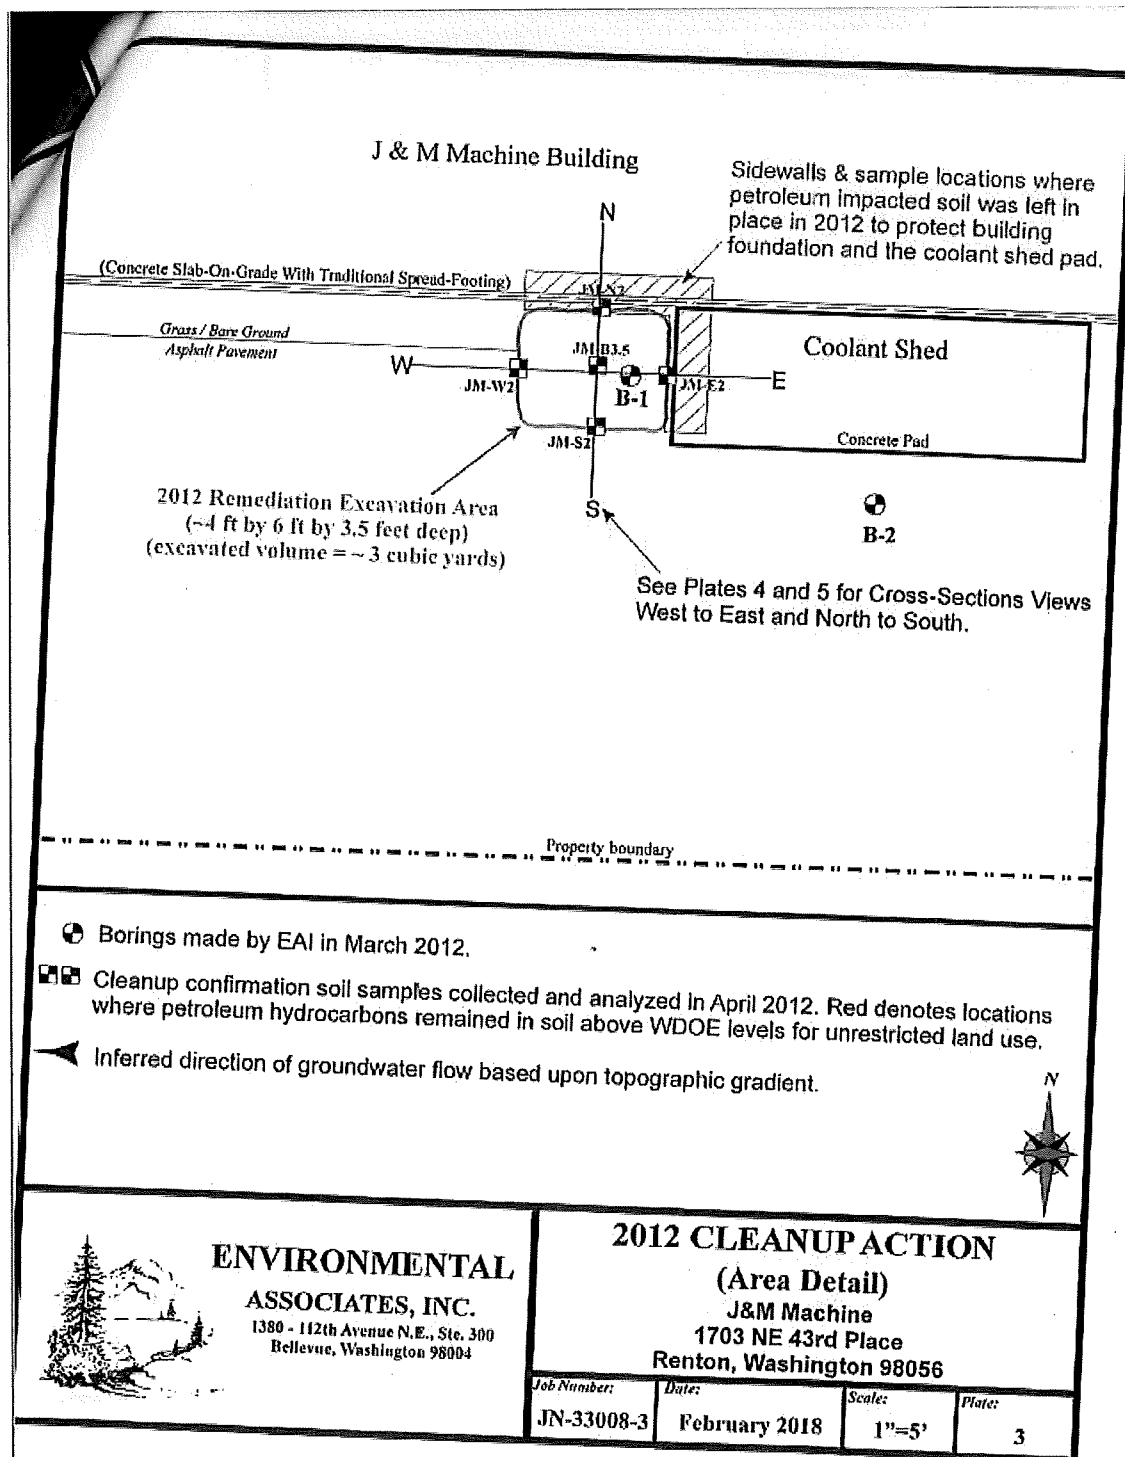 J & M Machine Building
Sidewalls & sample locations where
petroleum impacted soil was left in
place in 2012 to protect building
foundation and the coolant shed pad.
N
(Concrete Slab-On-Grade With Traditional Spread-Footing)
JM-N2
Grass / Bare Ground
Asphalt Pavement
JM-B3.5
Coolant Shed
W
E
JM-W2
B-1
JM-E2
JM-S2
Concrete Pad
S
2012 Remediation Excavation Area
(~4 ft by 6 ft by 3.5 feet deep)
(excavated volume = ~ 3 cubic yards)
B-2
See Plates 4 and 5 for Cross-Sections Views
West to East and North to South.
Property boundary
Borings made by EAI in March 2012.
Cleanup confirmation soil samples collected and analyzed in April 2012. Red denotes locations
where petroleum hydrocarbons remained in soil above WDOE levels for unrestricted land use.
Inferred direction of groundwater flow based upon topographic gradient.
N
ENVIRONMENTAL
ASSOCIATES, INC.
1380 - 112th Avenue N.E., Ste. 300
Bellevue, Washington 98004
2012 CLEANUP ACTION
(Area Detail)
J&M Machine
1703 NE 43rd Place
Renton, Washington 98056
Job Number:
JN-33008-3
Date:
February 2018
Scale:
1"=5'
Plate:
3